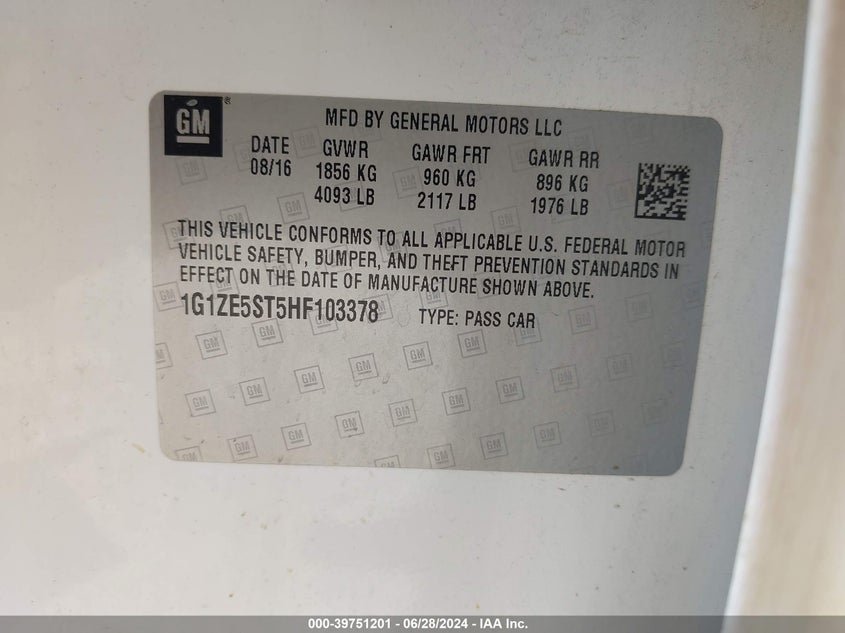 GM
MFD BY GENERAL MOTORS LLC
DATE GVWR GAWR FRT GAWR RR
08/16 1856 KG 960 KG 896 KG
4093 LB 2117 LB 1976 LB
THIS VEHICLE CONFORMS TO ALL APPLICABLE U.S. FEDERAL MOTOR
VEHICLE SAFETY, BUMPER, AND THEFT PREVENTION STANDARDS IN
EFFECT ON THE DATE OF MANUFACTURE SHOWN ABOVE.
1G1ZE5ST5HF103378 TYPE: PASS CAR
000-39751201 - 06/28/2024 - IAA Inc.